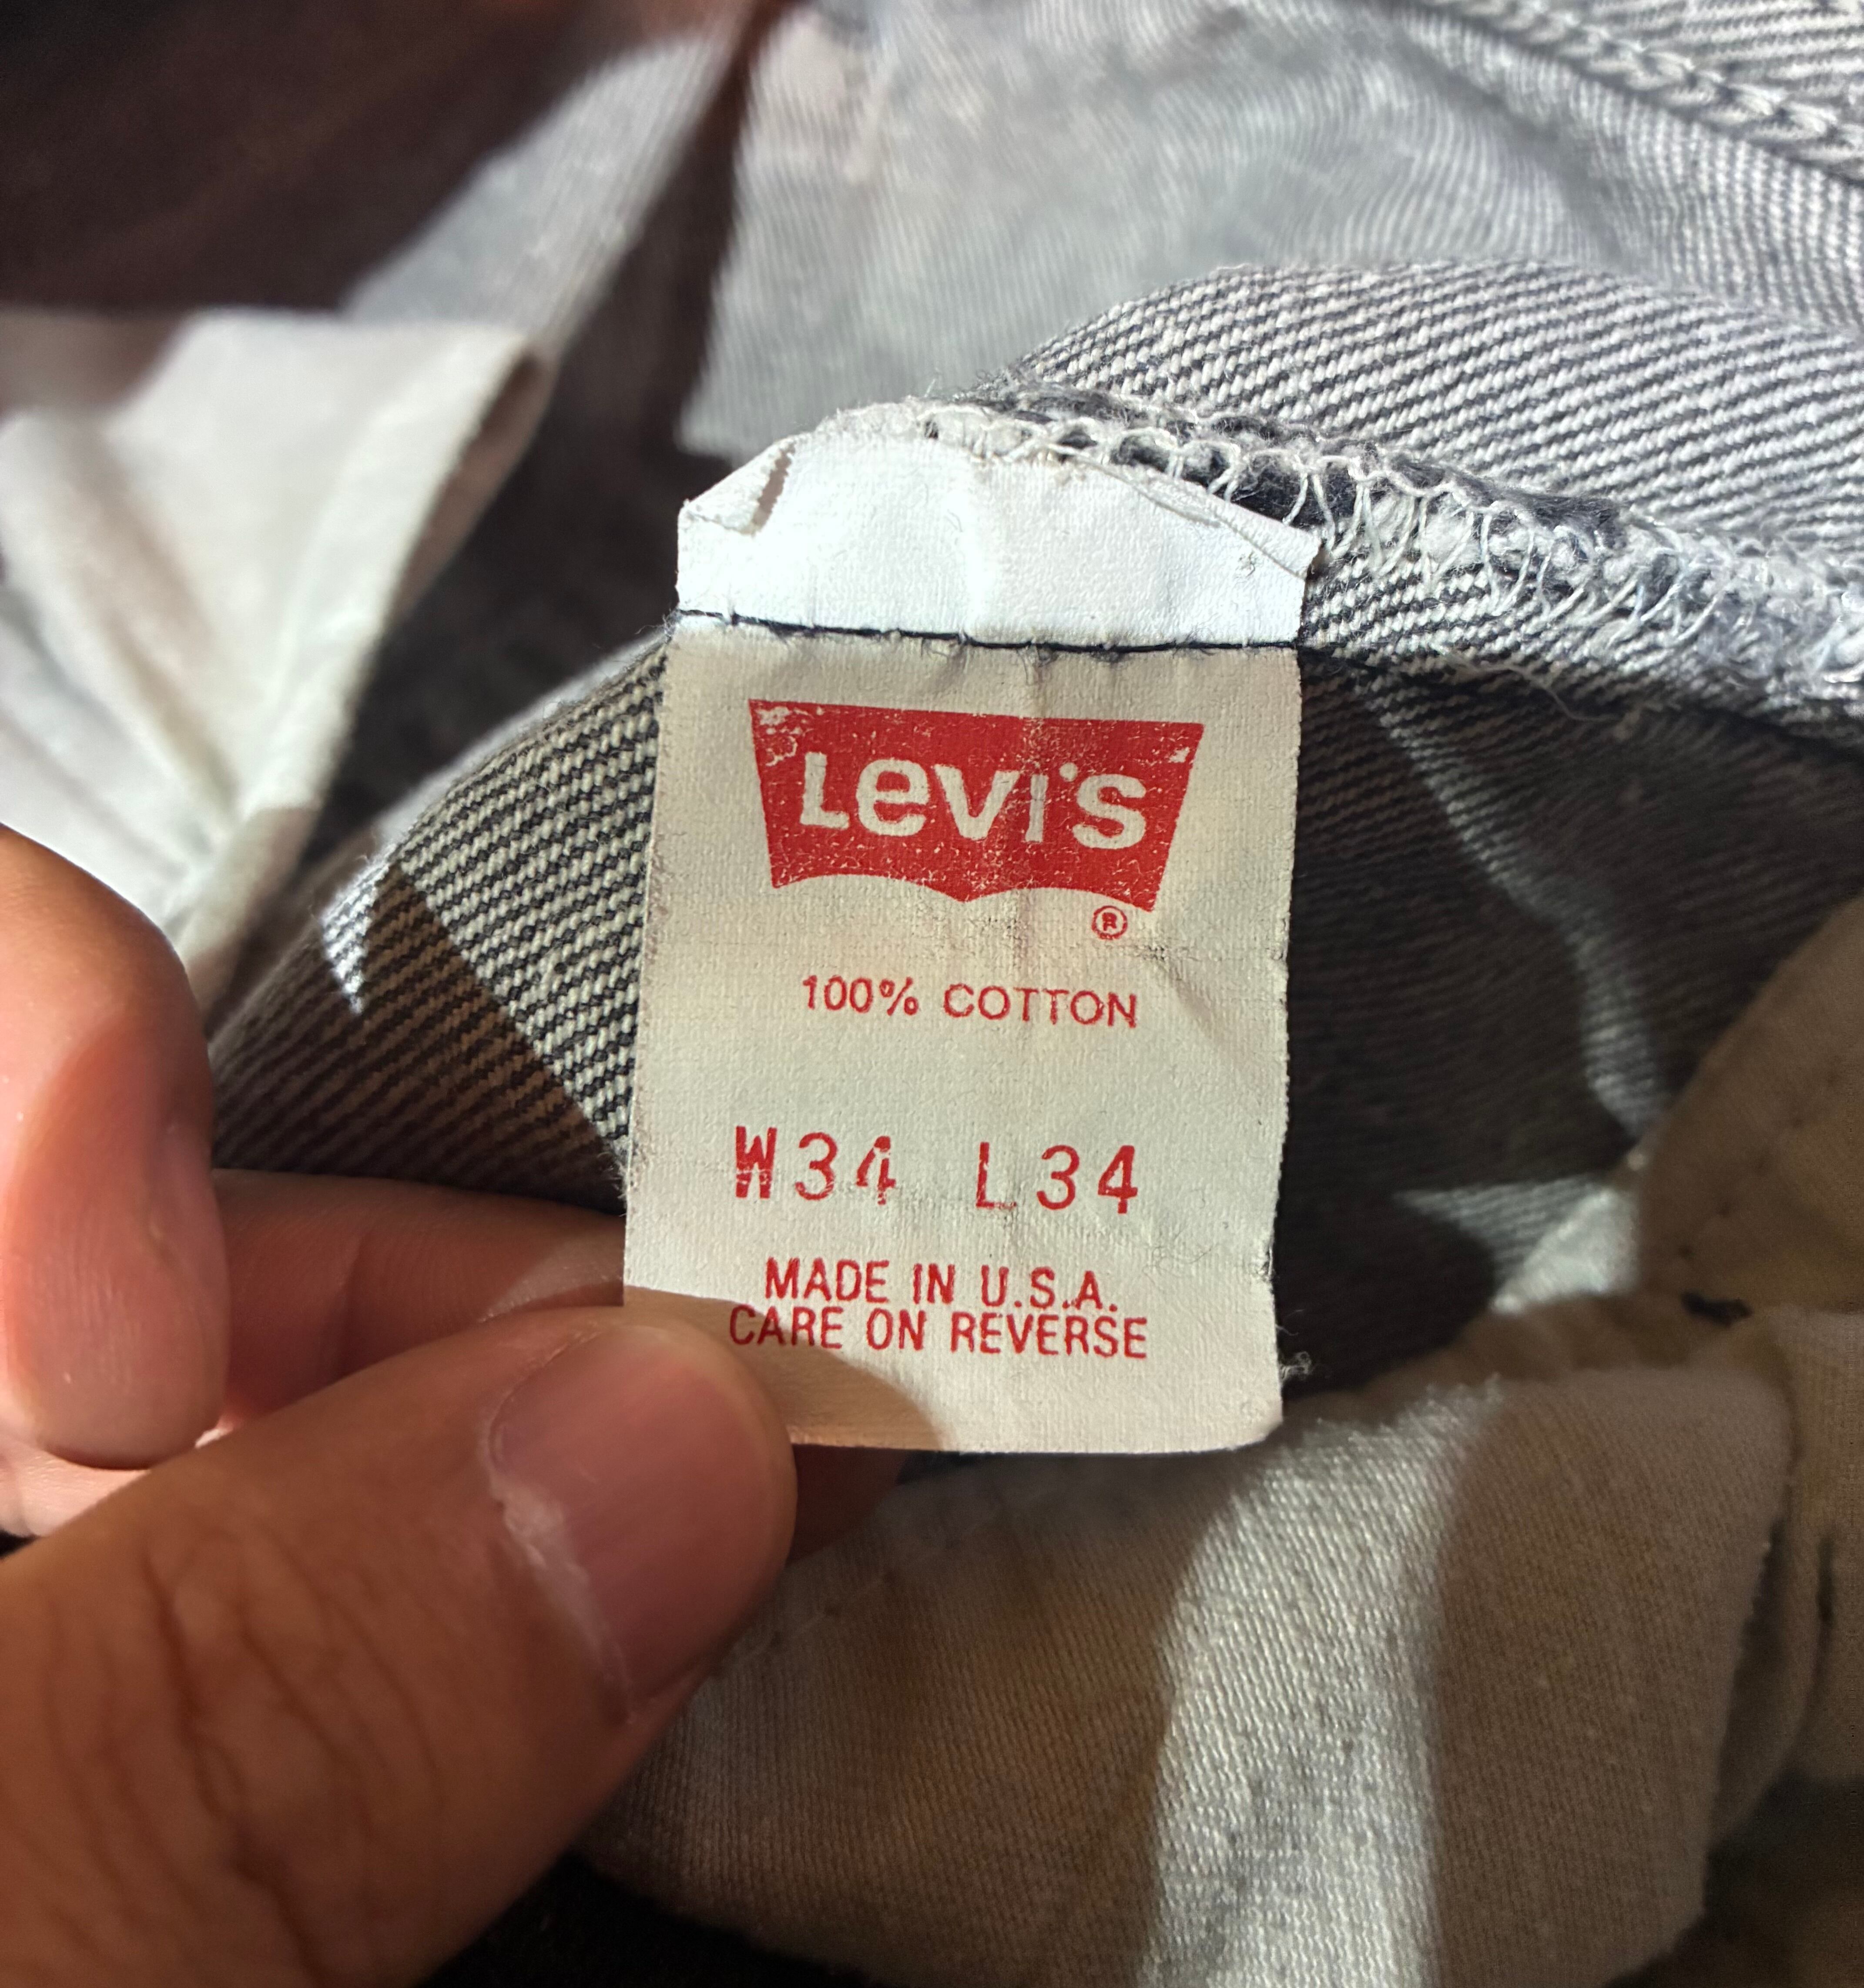 Levi's
®
100% COTTON
W34 L34
MADE IN U.S.A.
CARE ON REVERSE